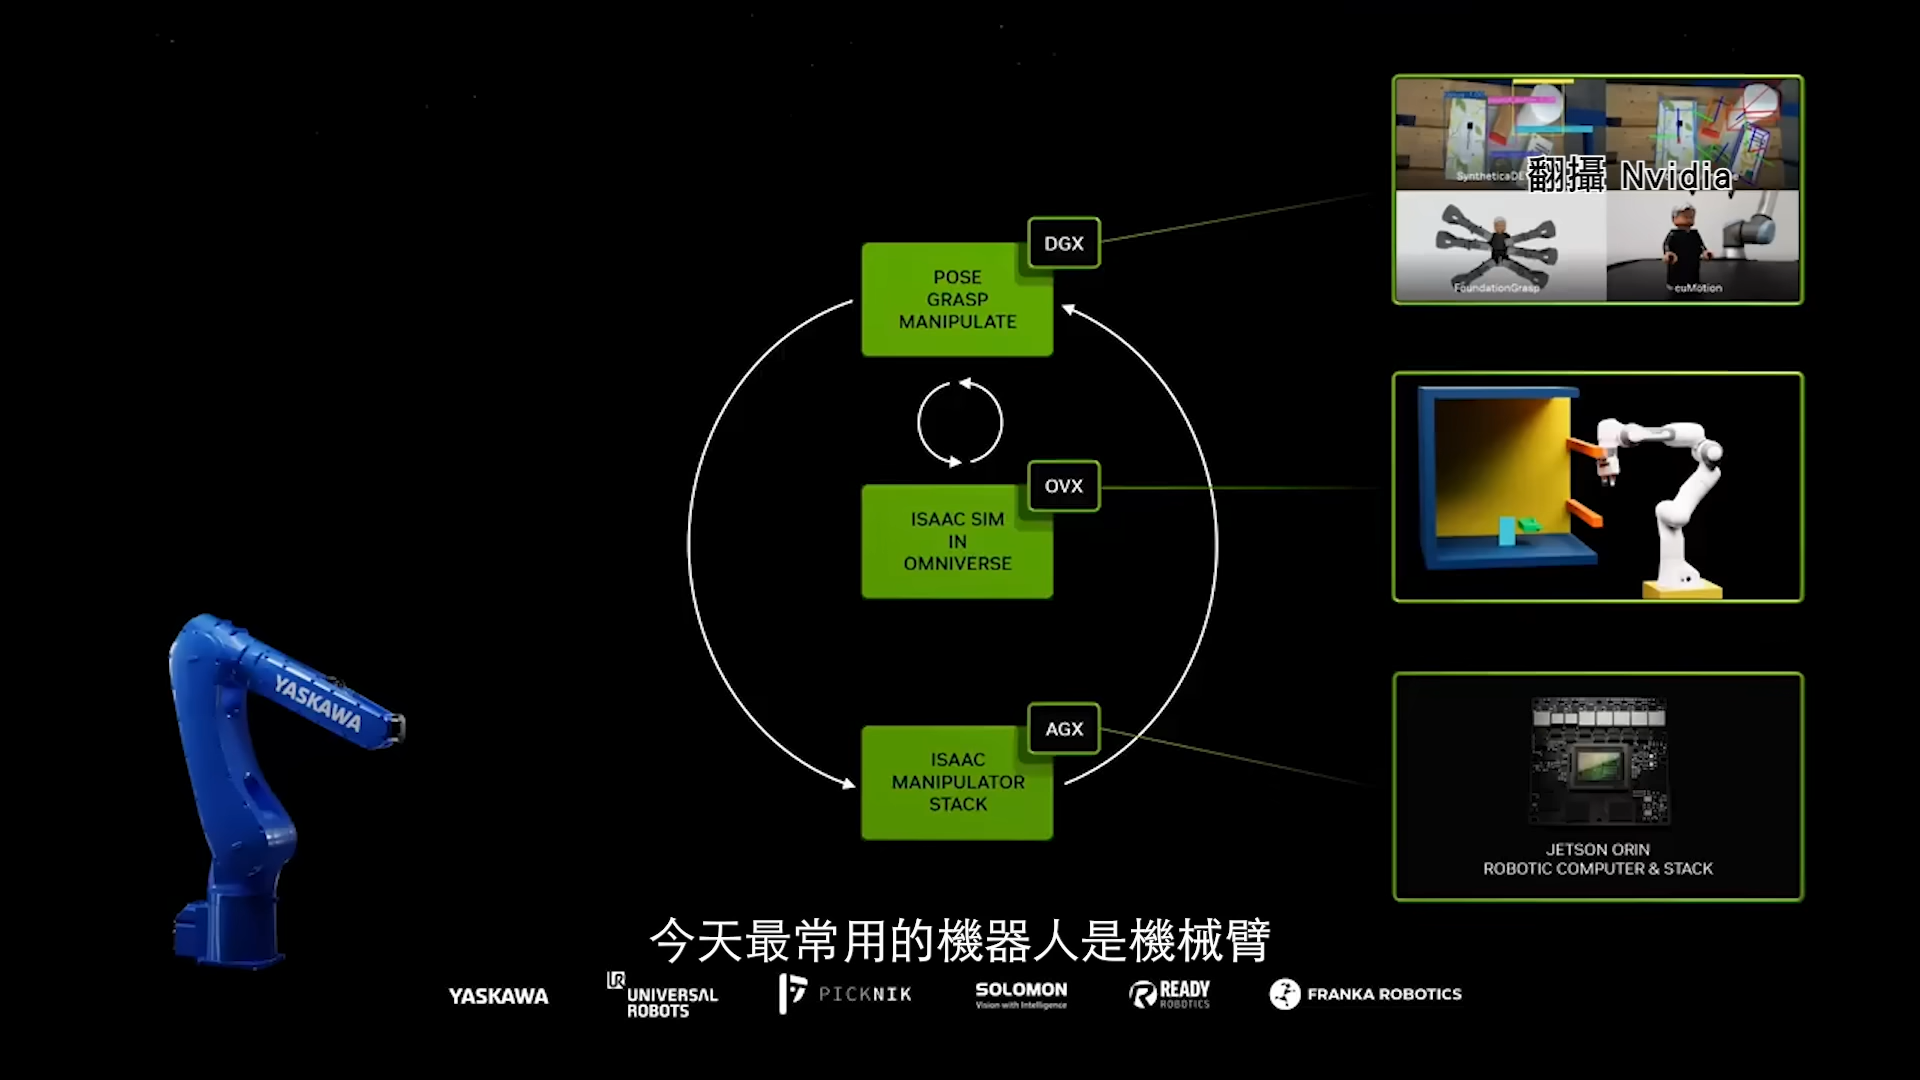 翻攝 Nvidia
FoundationGrasp
cuMotion
DGX
POSE
GRASP
MANIPULATE
OVX
ISAAC SIM
IN
OMNIVERSE
AGX
ISAAC
MANIPULATOR
STACK
JETSON ORIN
ROBOTIC COMPUTER & STACK
YASKAWA
今天最常用的機器人是機械臂
YASKAWA
UR
UNIVERSAL
ROBOTS
PICKNIK
SOLOMON
Vision with Intelligence
READY
ROBOTICS
FRANKA ROBOTICS